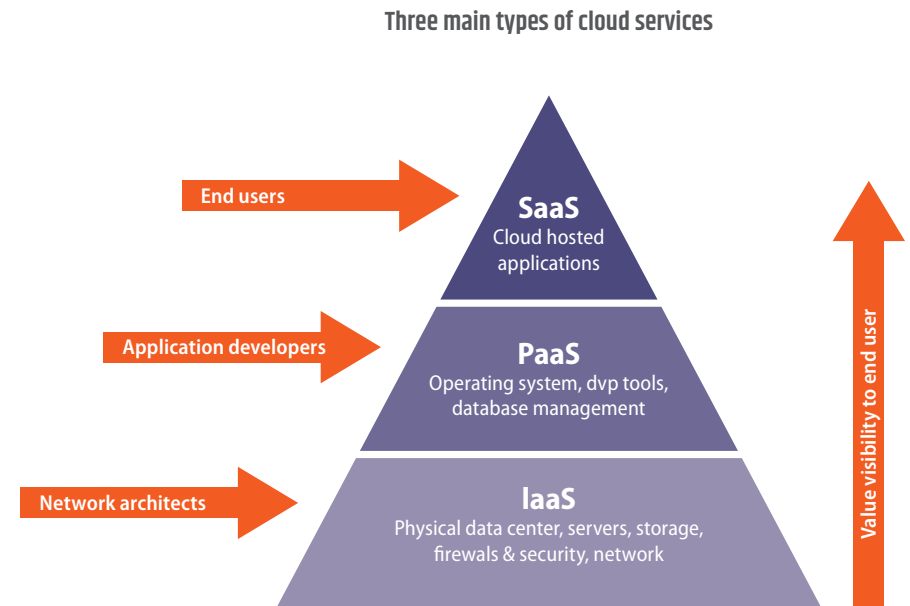 Three main types of cloud services
End users
SaaS
Cloud hosted
applications
Application developers
PaaS
Operating system, dvp tools,
database management
Network architects
IaaS
Physical data center, servers, storage,
firewals & security, network
Value visibility to end user